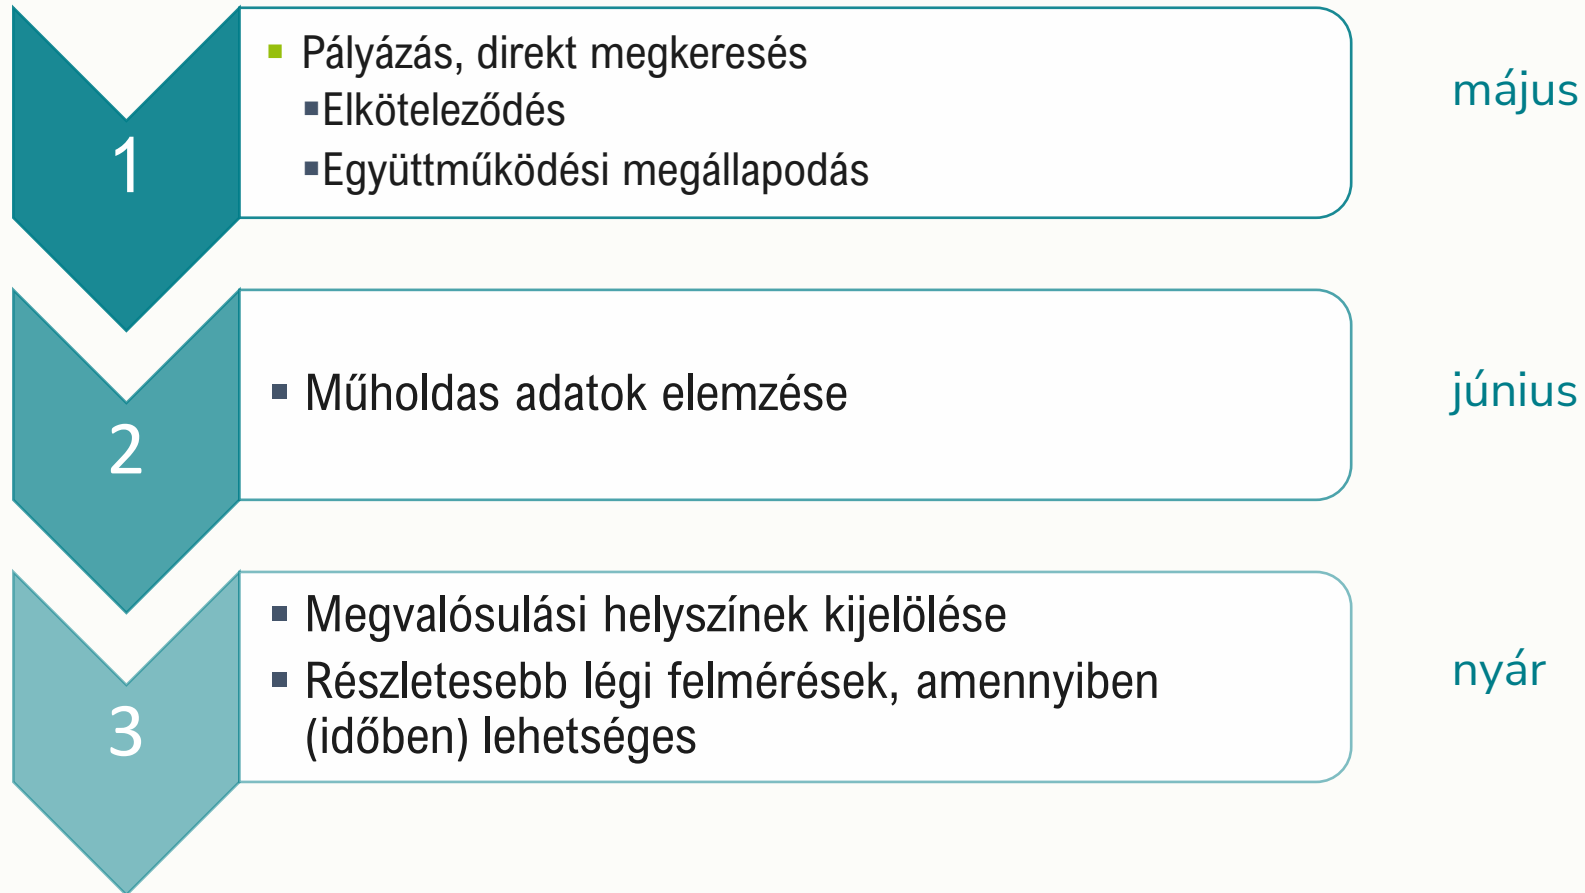 1
Pályázás, direkt megkeresés
Elköteleződés
Együttműködési megállapodás
május
2
Műholdas adatok elemzése
június
3
Megvalósulási helyszínek kijelölése
Részletesebb légi felmérések, amennyiben
(időben) lehetséges
nyár